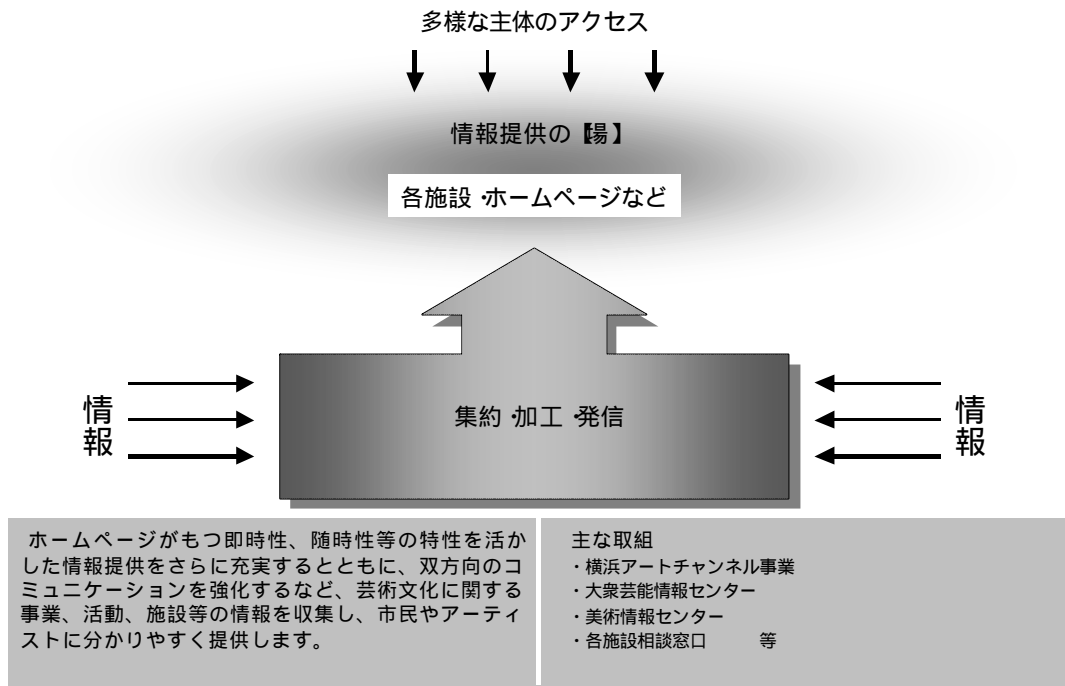 多様な主体のアクセス
情報提供の【場】
各施設・ホームページなど
集約・加工・発信
情報
情報
ホームページがもつ即時性、随時性等の特性を活か
した情報提供をさらに充実するとともに、双方向のコ
ミュニケーションを強化するなど、芸術文化に関する
事業、活動、施設等の情報を収集し、市民やアーティ
ストに分かりやすく提供します。
主な取組
・横浜アートチャンネル事業
・大衆芸能情報センター
・美術情報センター
・各施設相談窓口　　等